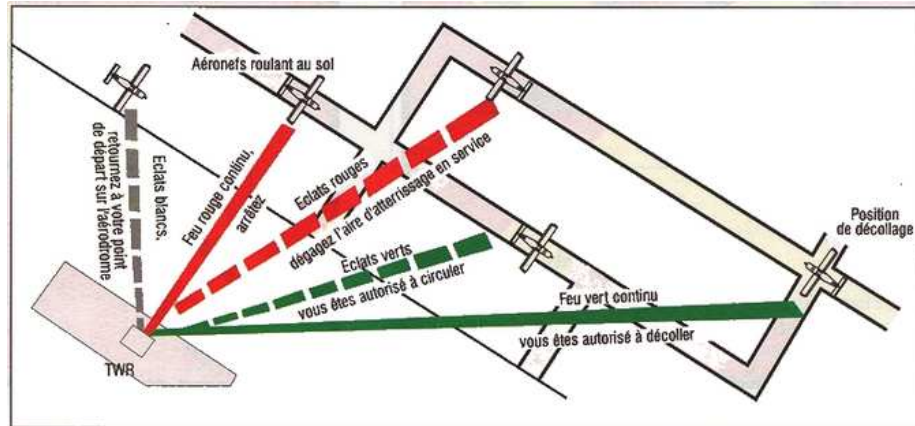 Aéronefs roulant au sol
Eclats blancs,
retournez à votre point
de départ sur l'aérodrome
Feu rouge continu,
arrêtez
Eclats rouges
dégagez l'aire d'atterrissage en service
Eclats verts
vous êtes autorisé à circuler
Position
de décollage
Feu vert continu
vous êtes autorisé à décoller
TWR